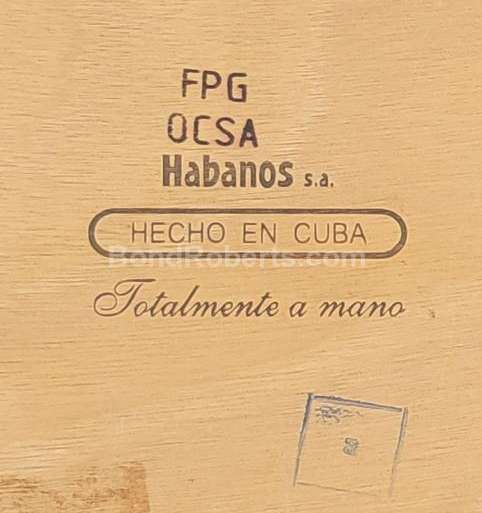 FPG
OCSA
Habanos s.a.
HECHO EN CUBA
BondRoberts.com
Totalmente a mano